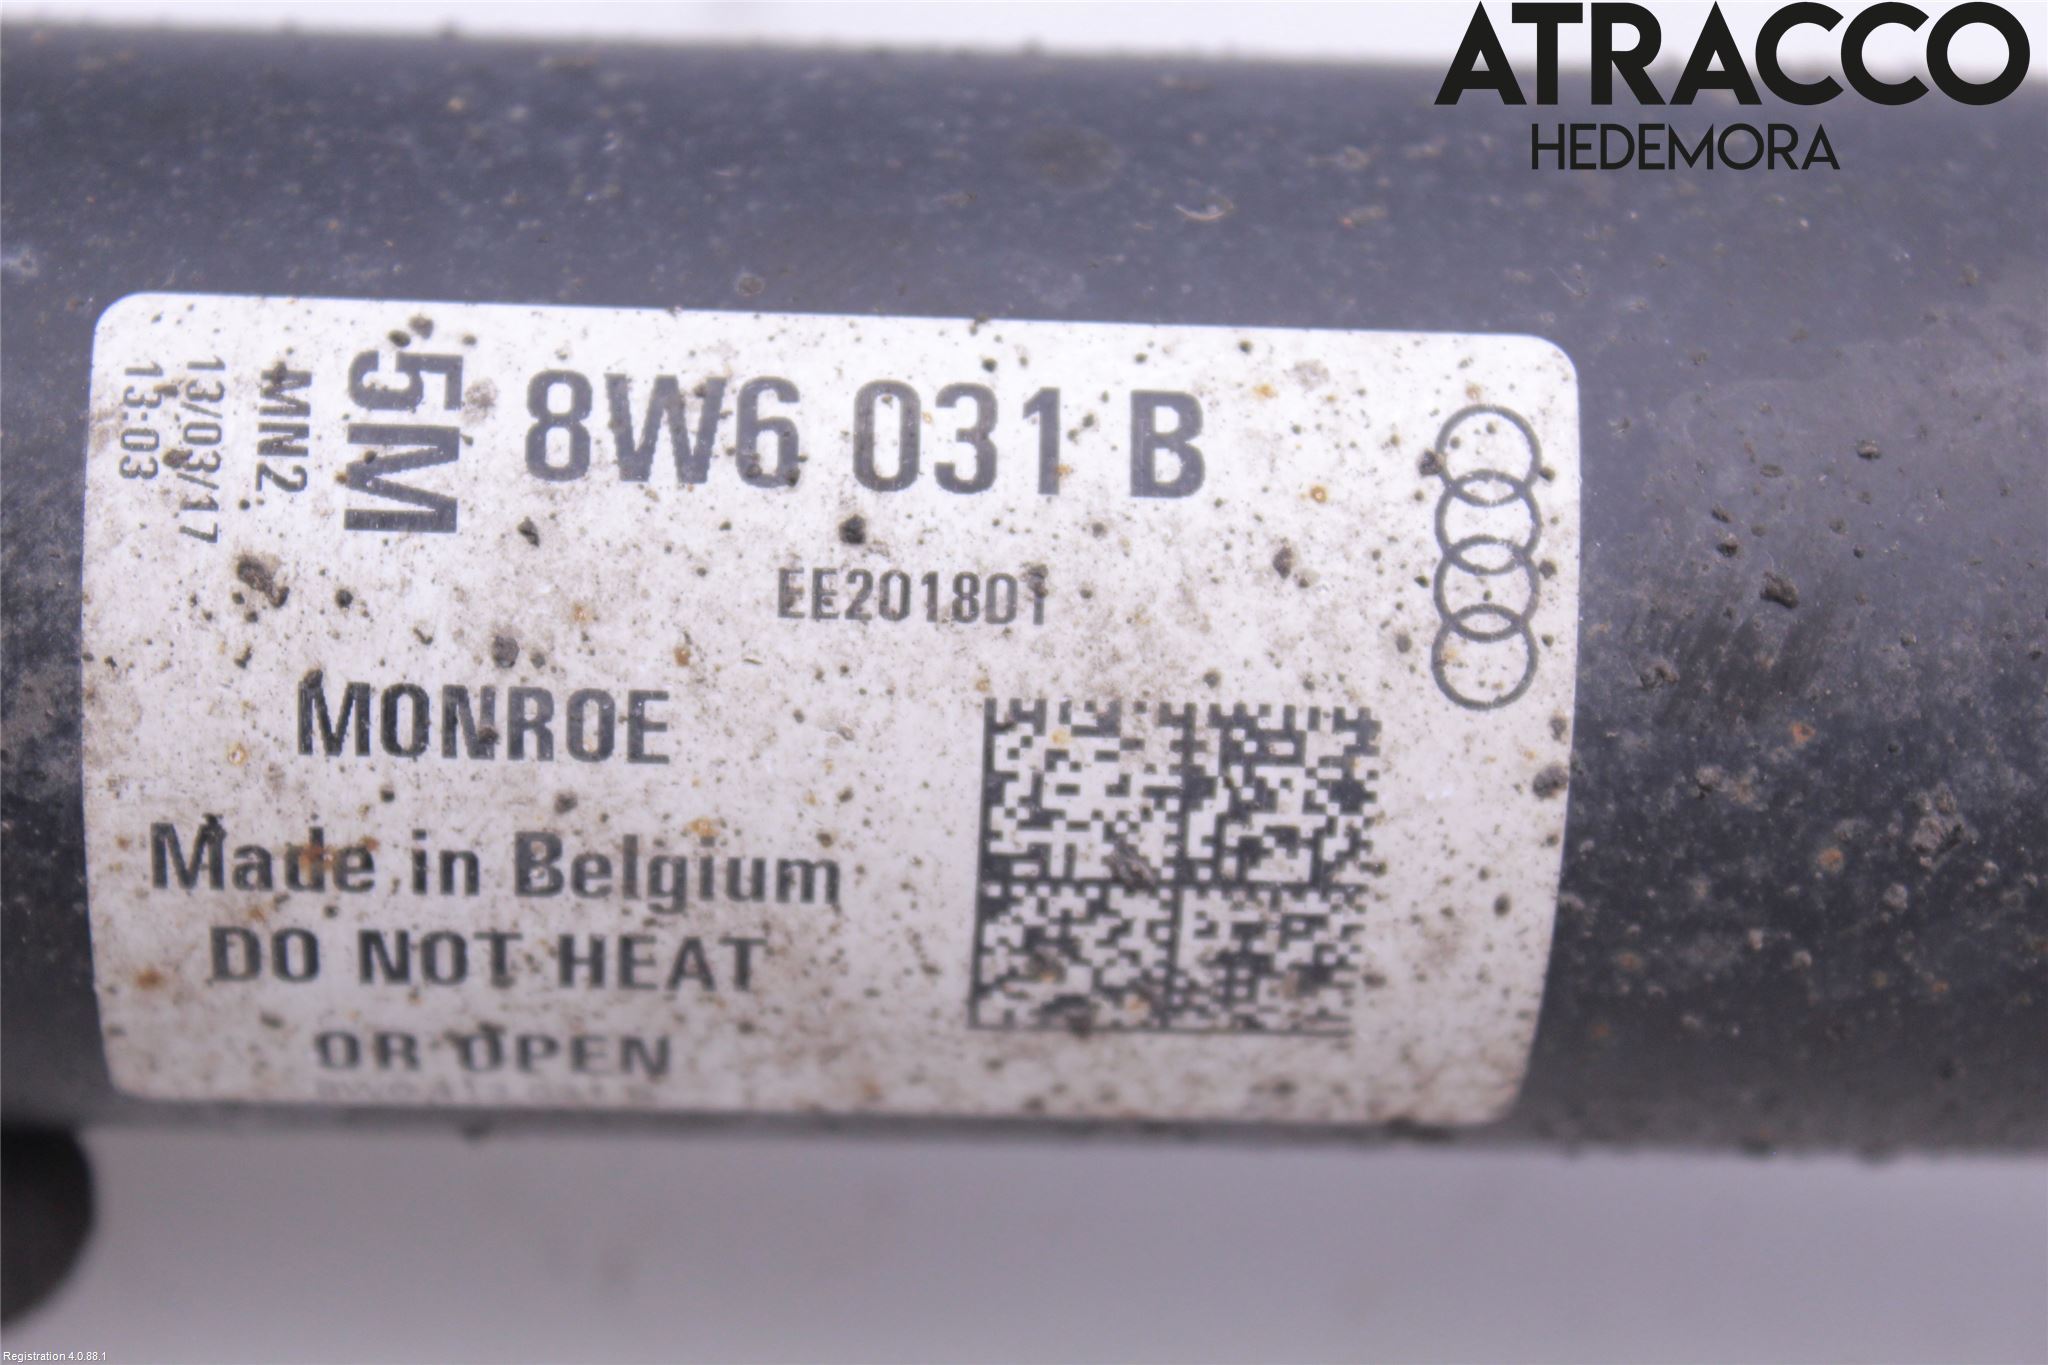 ATRACCO
HEDEMORA
8W6 031 B
5M
MN2
13/03/17
13:03
EE201801
MONROE
Made in Belgium
DO NOT HEAT
OR OPEN
Registration 4.0.88.1